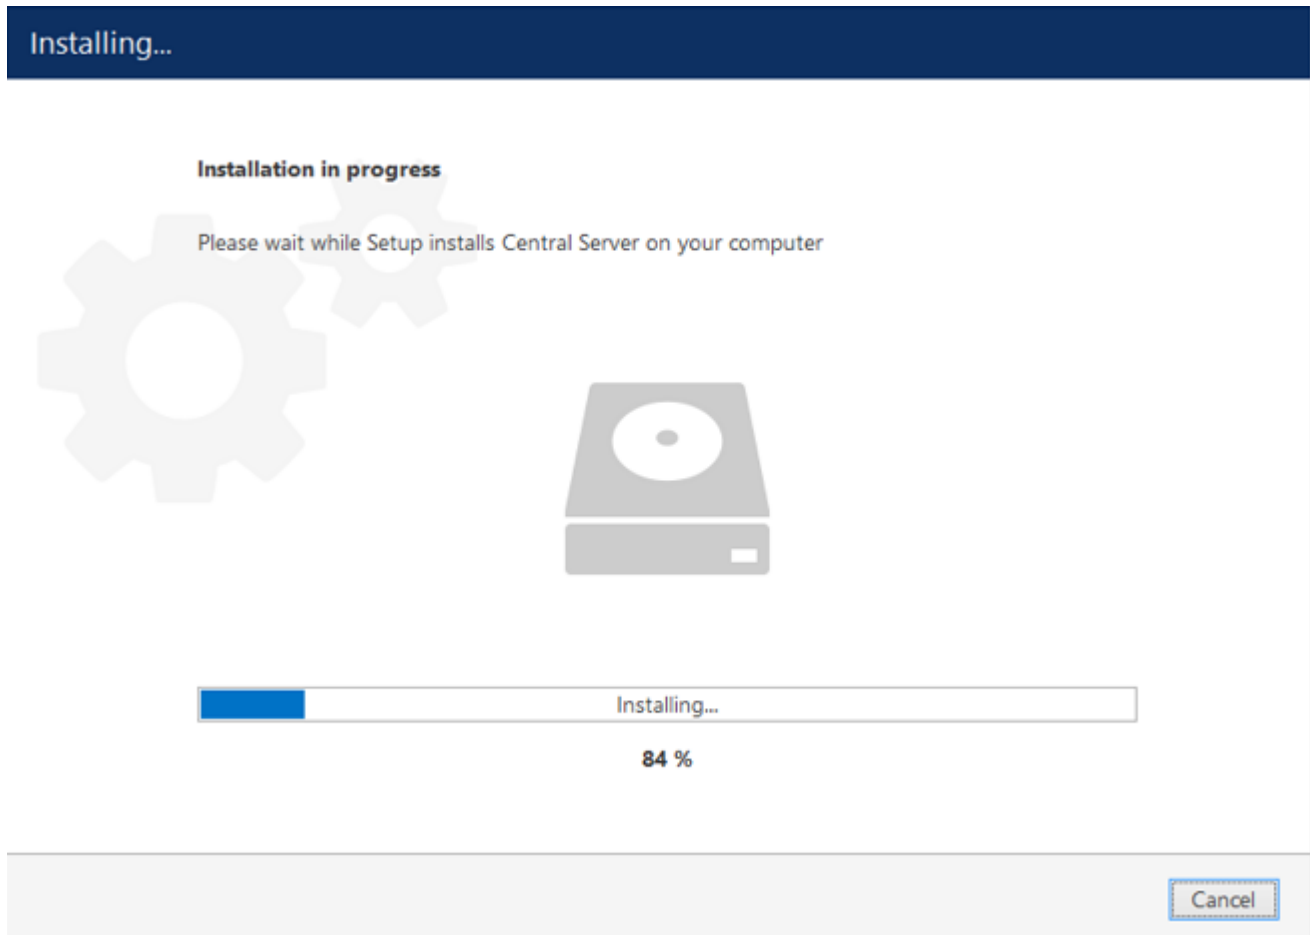 Installing...
Installation in progress
Please wait while Setup installs Central Server on your computer
Installing...
84 %
Cancel